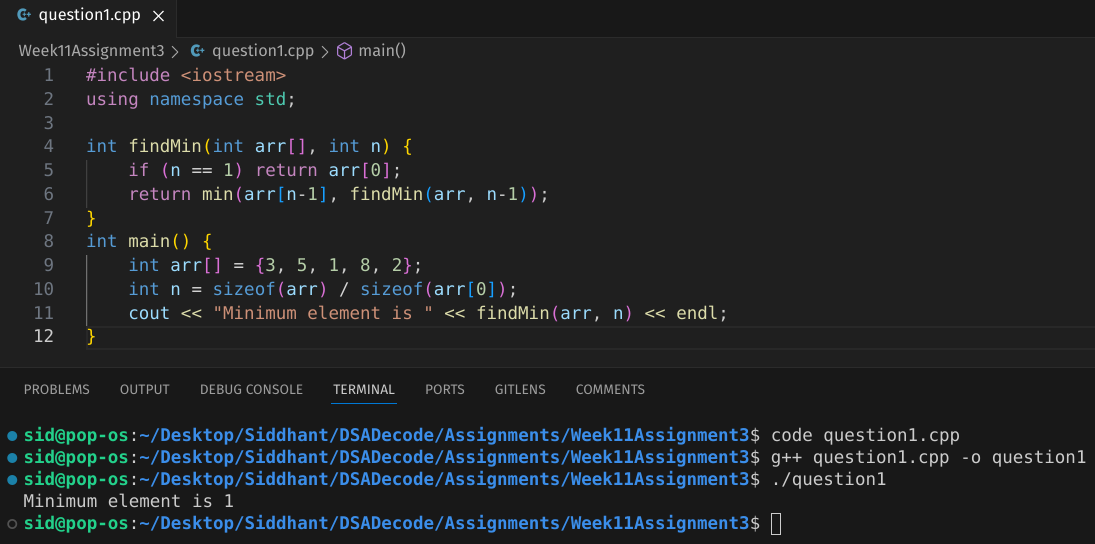 question1.cpp
Week11Assignment3 > question1.cpp > main()
1 #include <iostream>
2 using namespace std;
3
4 int findMin(int arr[], int n) {
5     if (n == 1) return arr[0];
6     return min(arr[n-1], findMin(arr, n-1));
7 }
8 int main() {
9     int arr[] = {3, 5, 1, 8, 2};
10     int n = sizeof(arr) / sizeof(arr[0]);
11     cout << "Minimum element is " << findMin(arr, n) << endl;
12 }
PROBLEMS OUTPUT DEBUG CONSOLE TERMINAL PORTS GITLENS COMMENTS
sid@pop-os:~/Desktop/Siddhant/DSADecode/Assignments/Week11Assignment3$ code question1.cpp
sid@pop-os:~/Desktop/Siddhant/DSADecode/Assignments/Week11Assignment3$ g++ question1.cpp -o question1
sid@pop-os:~/Desktop/Siddhant/DSADecode/Assignments/Week11Assignment3$ ./question1
Minimum element is 1
sid@pop-os:~/Desktop/Siddhant/DSADecode/Assignments/Week11Assignment3$